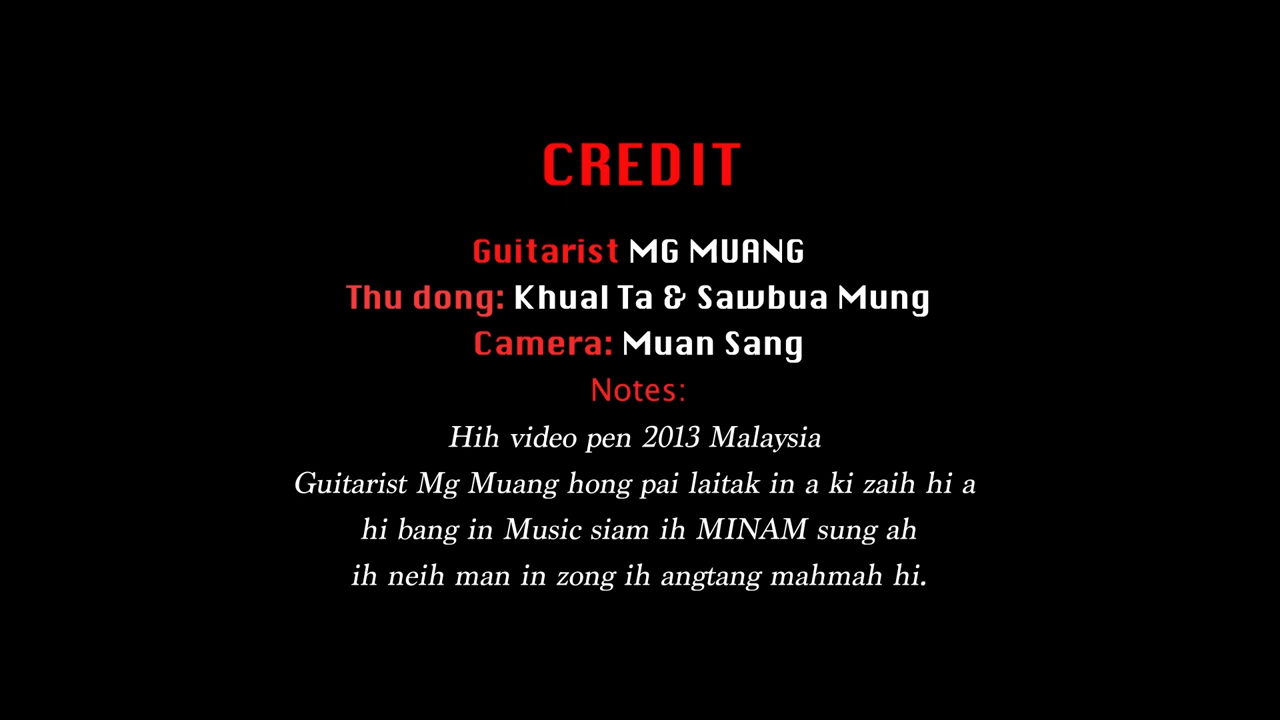 CREDIT
Guitarist MG MUANG
Thu dong: Khual Ta & Sawbua Mung
Camera: Muan Sang
Notes:
Hih video pen 2013 Malaysia
Guitarist Mg Muang hong pai laitak in a ki zaih hi a
hi bang in Music siam ih MINAM sung ah
ih neih man in zong ih angtang mahmah hi.